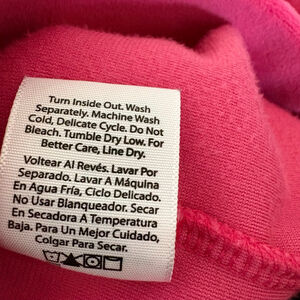 Turn Inside Out. Wash
Separately. Machine Wash
Cold, Delicate Cycle. Do Not
Bleach. Tumble Dry Low. For
Better Care, Line Dry.
Voltear Al Revés. Lavar Por
Separado. Lavar A Máquina
En Agua Fría, Ciclo Delicado.
No Usar Blanqueador. Secar
En Secadora A Temperatura
Baja. Para Un Mejor Cuidado,
Colgar Para Secar.